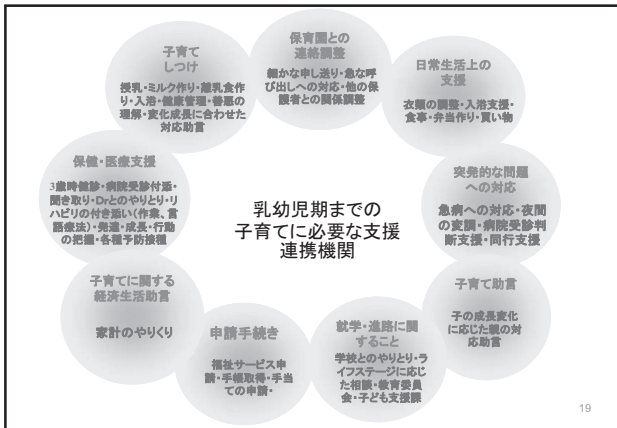 保育園との
連絡調整
細かな申し送り・急な呼
び出しへの対応・他の保
護者との関係調整
日常生活上の
支援
衣類の調整・入浴支援・
食事・弁当作り・買い物
突発的な問題
への対応
急病への対応・夜間
の変調・病院受診判
断支援・同行支援
子育て助言
子の成長変化
に応じた親の対
応助言
就学・進路に関
すること
学校とのやりとり・ラ
イフステージに応じ
た相談・教育委員
会・子ども支援課
申請手続き
福祉サービス申
請・手帳取得・手当
ての申請・
子育てに関する
経済生活助言
家計のやりくり
保健・医療支援
3歳時健診・病院受診付添・
聞き取り・Drとのやりとり・リ
ハビリの付き添い（作業、言
語療法）・発達・成長・行動
の把握・各種予防接種
子育て
しつけ
授乳・ミルク作り・離乳食作
り・入浴・健康管理・善悪の
理解・変化成長に合わせた
対応助言
乳幼児期までの
子育てに必要な支援
連携機関
19